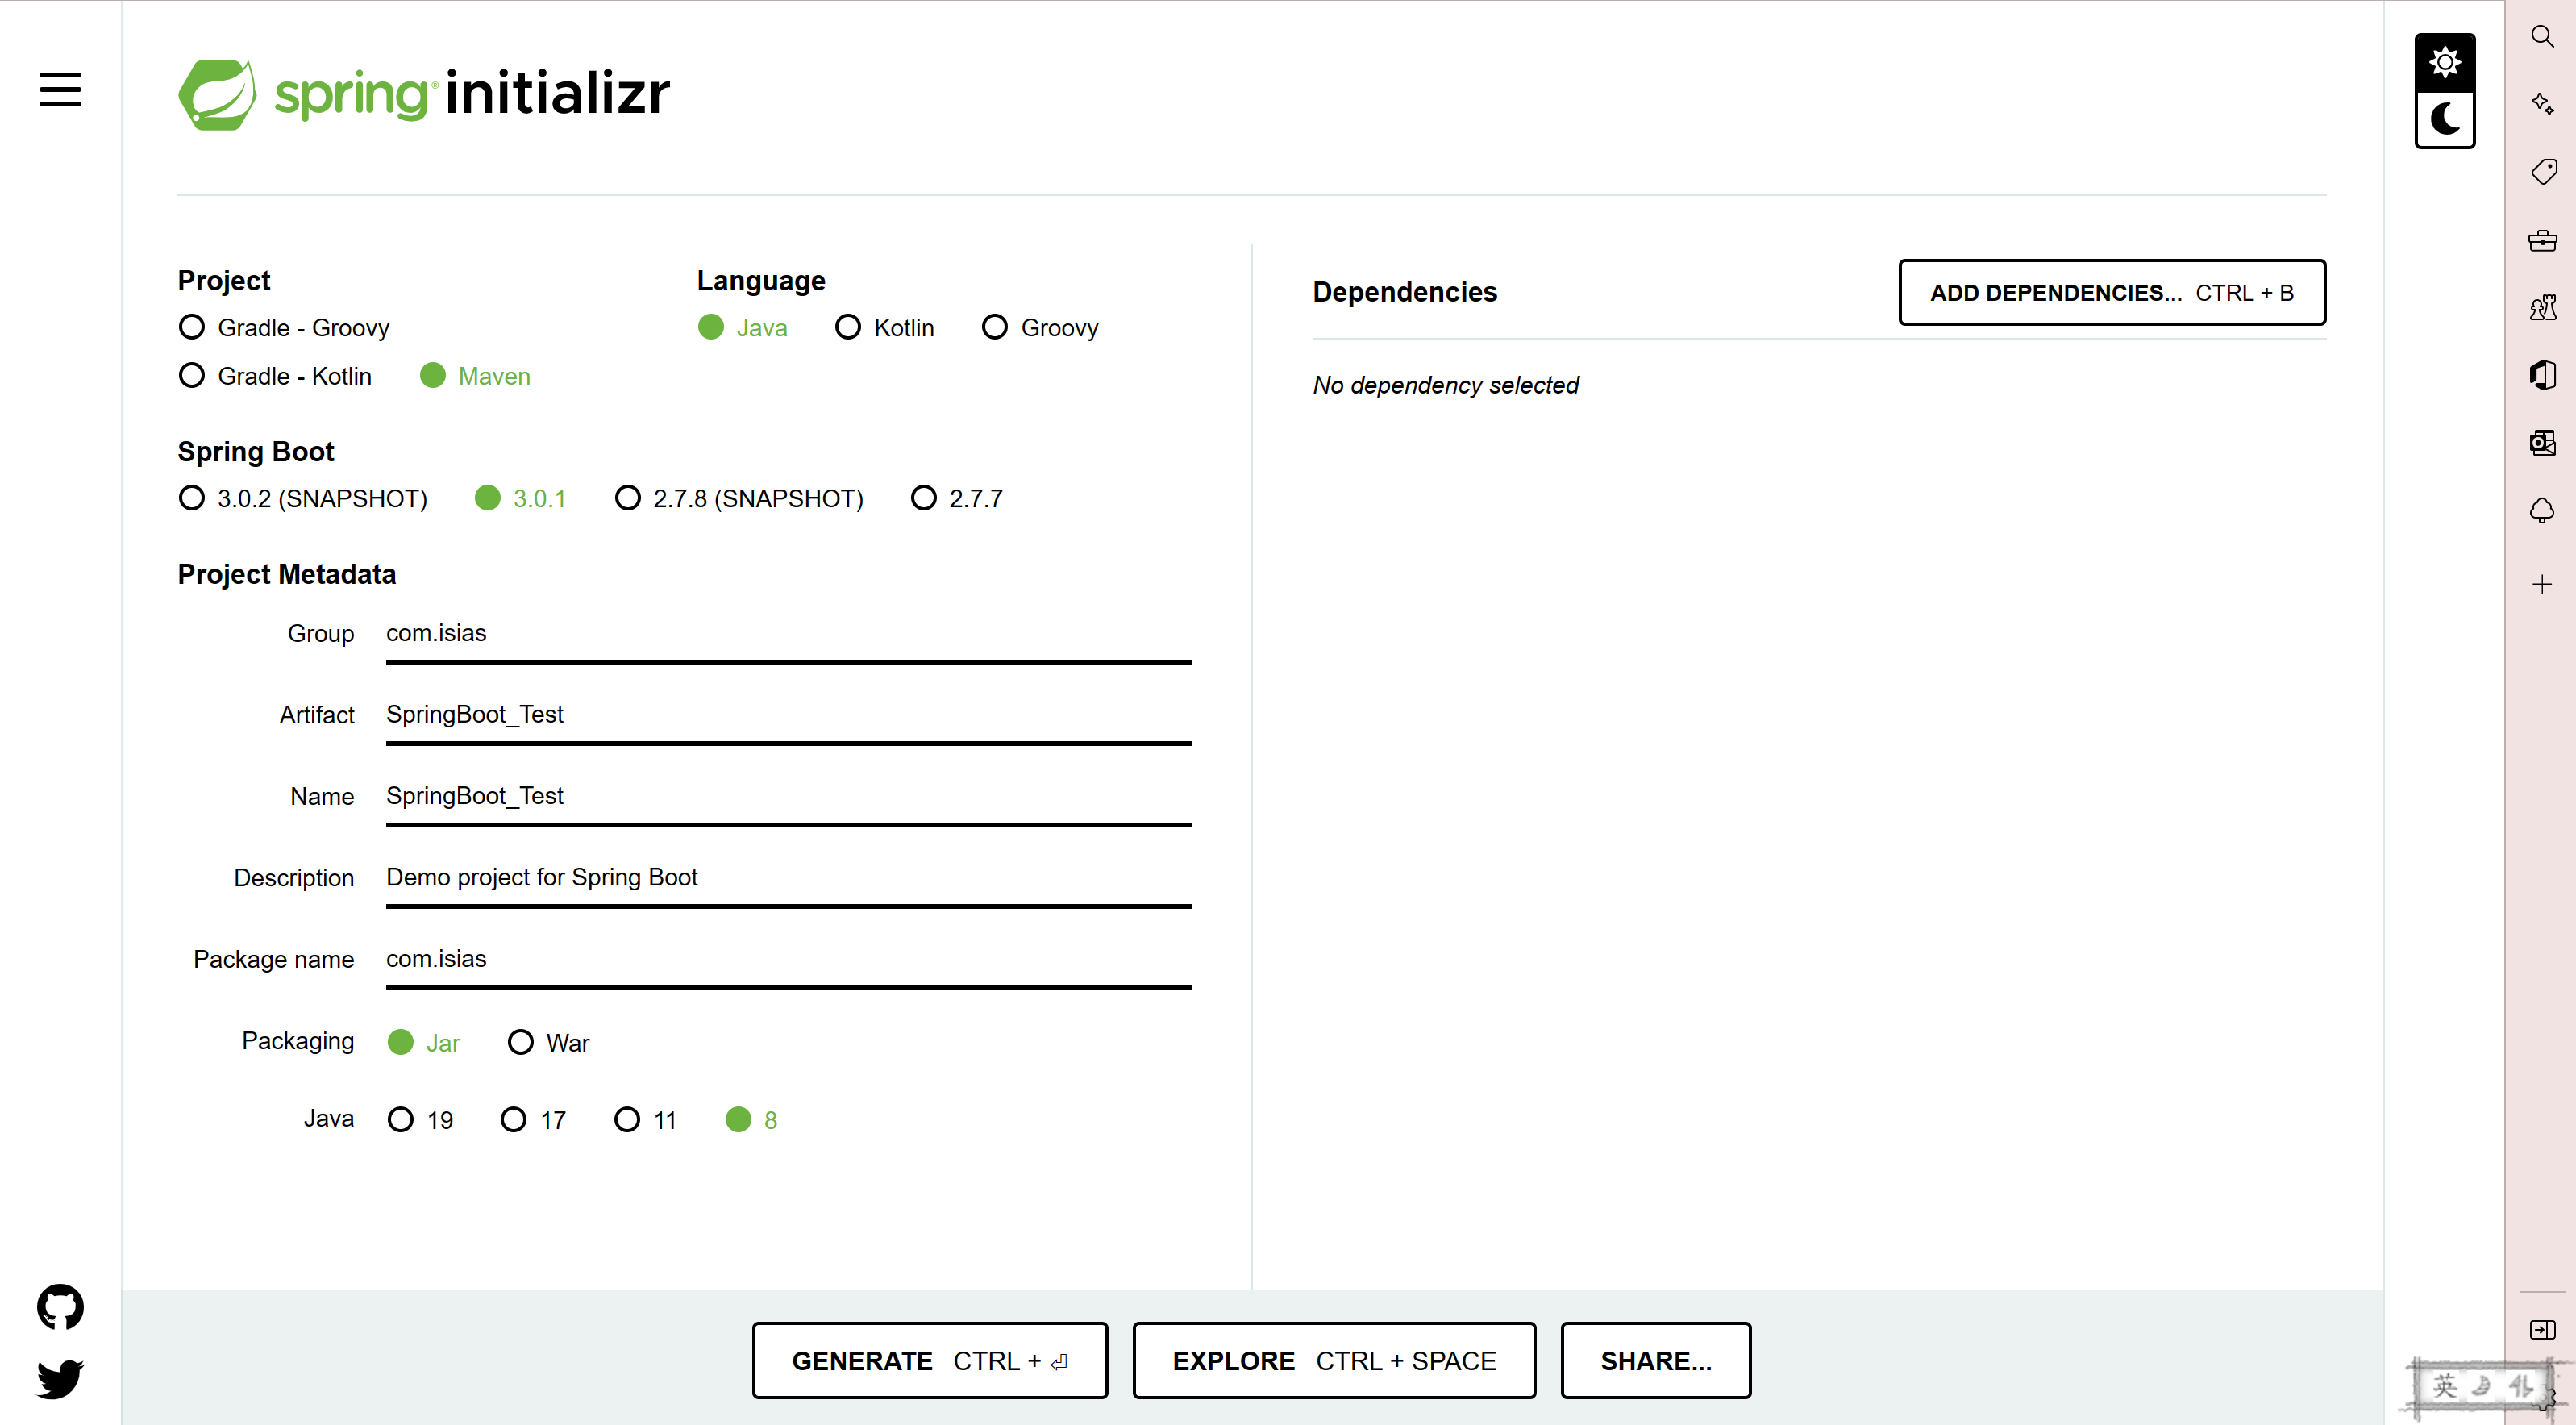 spring® initializr
Project
Gradle - Groovy
Gradle - Kotlin Maven
Language
Java Kotlin Groovy
Spring Boot
3.0.2 (SNAPSHOT) 3.0.1 2.7.8 (SNAPSHOT) 2.7.7
Project Metadata
Group com.isias
Artifact SpringBoot_Test
Name SpringBoot_Test
Description Demo project for Spring Boot
Package name com.isias
Packaging Jar War
Java 19 17 11 8
Dependencies
ADD DEPENDENCIES... CTRL + B
No dependency selected
GENERATE CTRL + ⏎
EXPLORE CTRL + SPACE
SHARE...
英